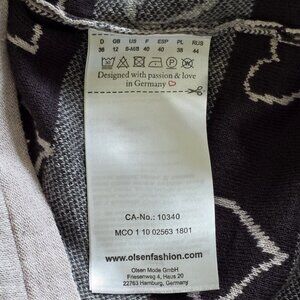 D GB US F ESP PL RUS
36 12 8-40B 40 40 38 44
Designed with passion & love
in Germany
CA-No.: 10340
MCO 1 10 02563 1801
www.olsenfashion.com
Olsen Mode GmbH
Friesenweg 4, Haus 20
22763 Hamburg, Germany